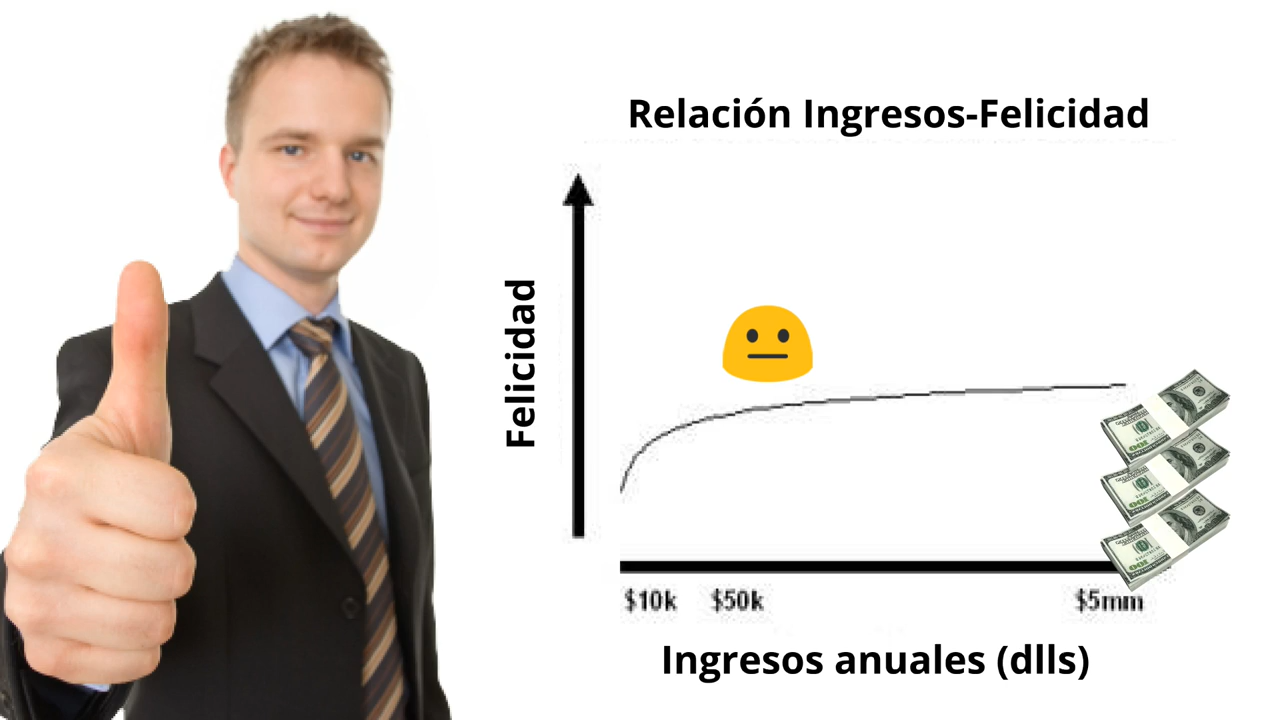 Relación Ingresos-Felicidad
Felicidad
$10k $50k $5mm
Ingresos anuales (dlls)